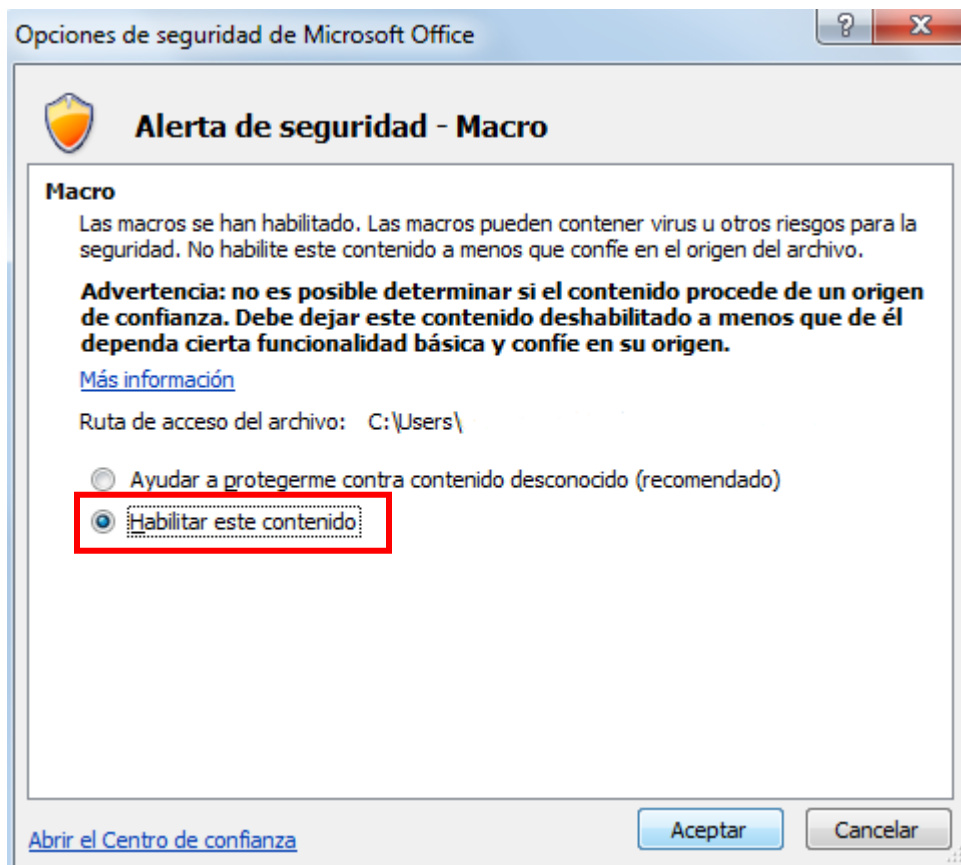 Opciones de seguridad de Microsoft Office
?
Alerta de seguridad - Macro
Macro
Las macros se han habilitado. Las macros pueden contener virus u otros riesgos para la
seguridad. No habilite este contenido a menos que confíe en el origen del archivo.
Advertencia: no es posible determinar si el contenido procede de un origen
de confianza. Debe dejar este contenido deshabilitado a menos que de él
dependa cierta funcionalidad básica y confíe en su origen.
Más información
Ruta de acceso del archivo: C:\Users\
Ayudar a protegerme contra contenido desconocido (recomendado)
Habilitar este contenido
Abrir el Centro de confianza
Aceptar
Cancelar